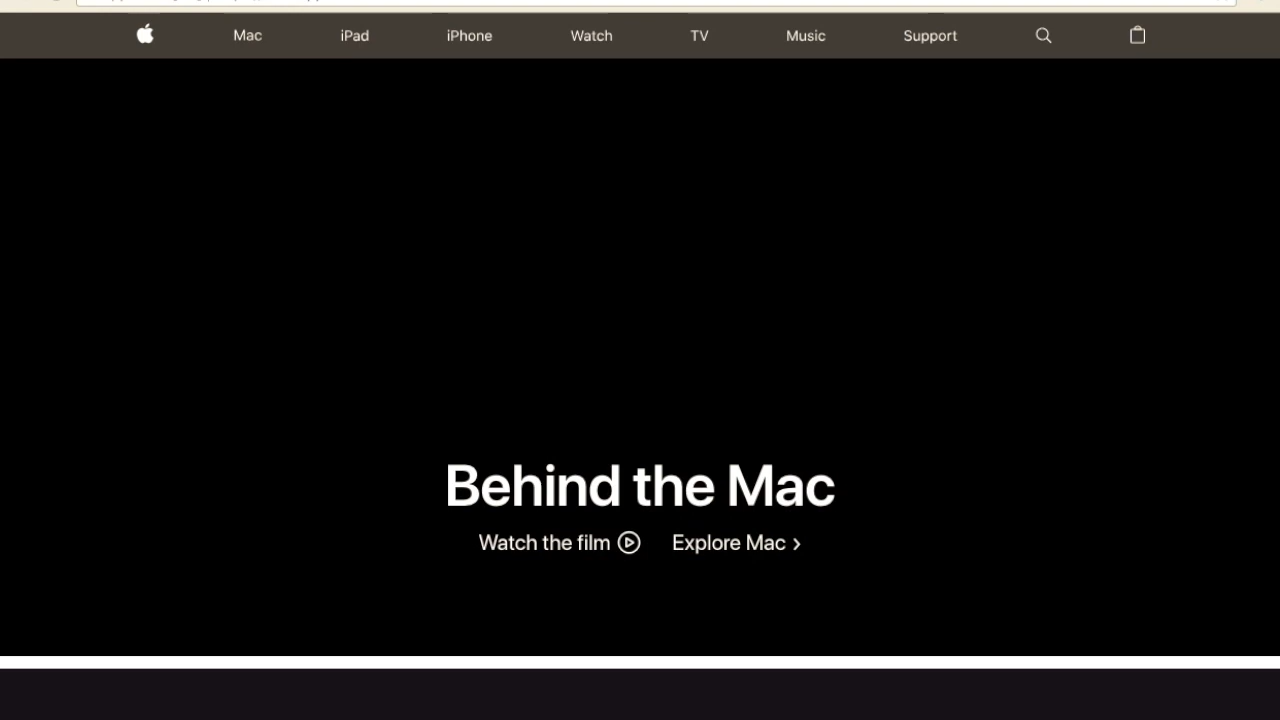 Mac iPad iPhone Watch TV Music Support
Behind the Mac
Watch the film Explore Mac